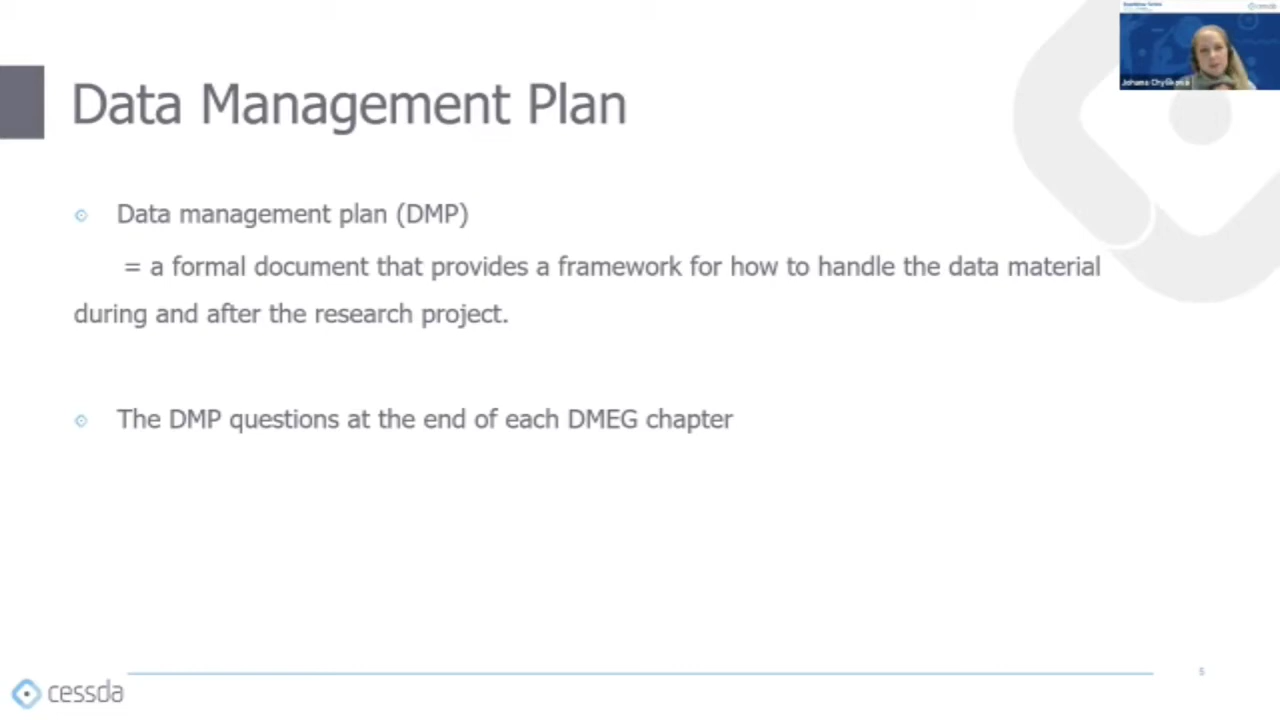 cessda
Data Management Plan
Data management plan (DMP)
= a formal document that provides a framework for how to handle the data material
during and after the research project.
The DMP questions at the end of each DMEG chapter
cessda